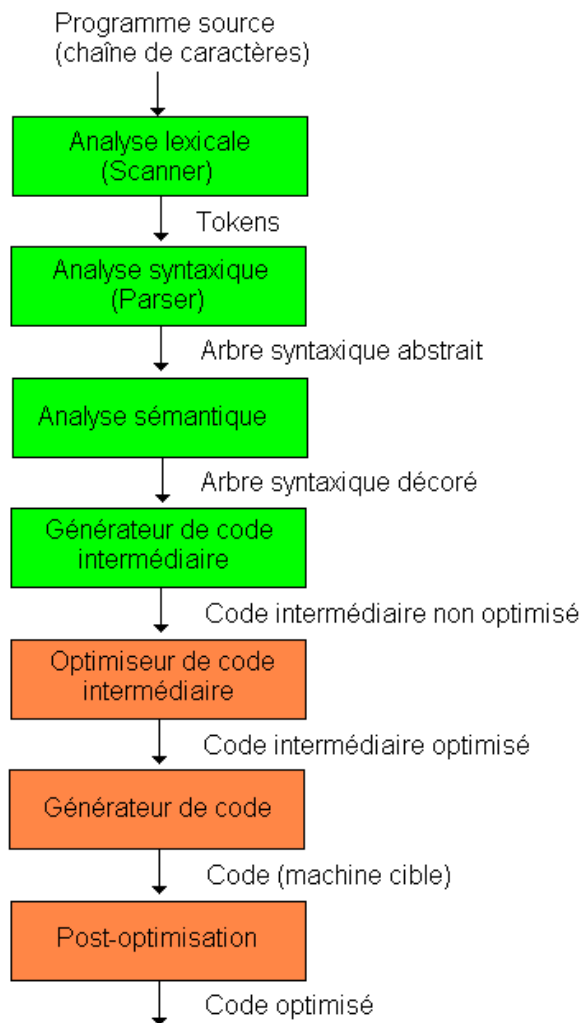 Programme source
(chaîne de caractères)
Analyse lexicale
(Scanner)
Tokens
Analyse syntaxique
(Parser)
Arbre syntaxique abstrait
Analyse sémantique
Arbre syntaxique décoré
Générateur de code
intermédiaire
Code intermédiaire non optimisé
Optimiseur de code
intermédiaire
Code intermédiaire optimisé
Générateur de code
Code (machine cible)
Post-optimisation
Code optimisé